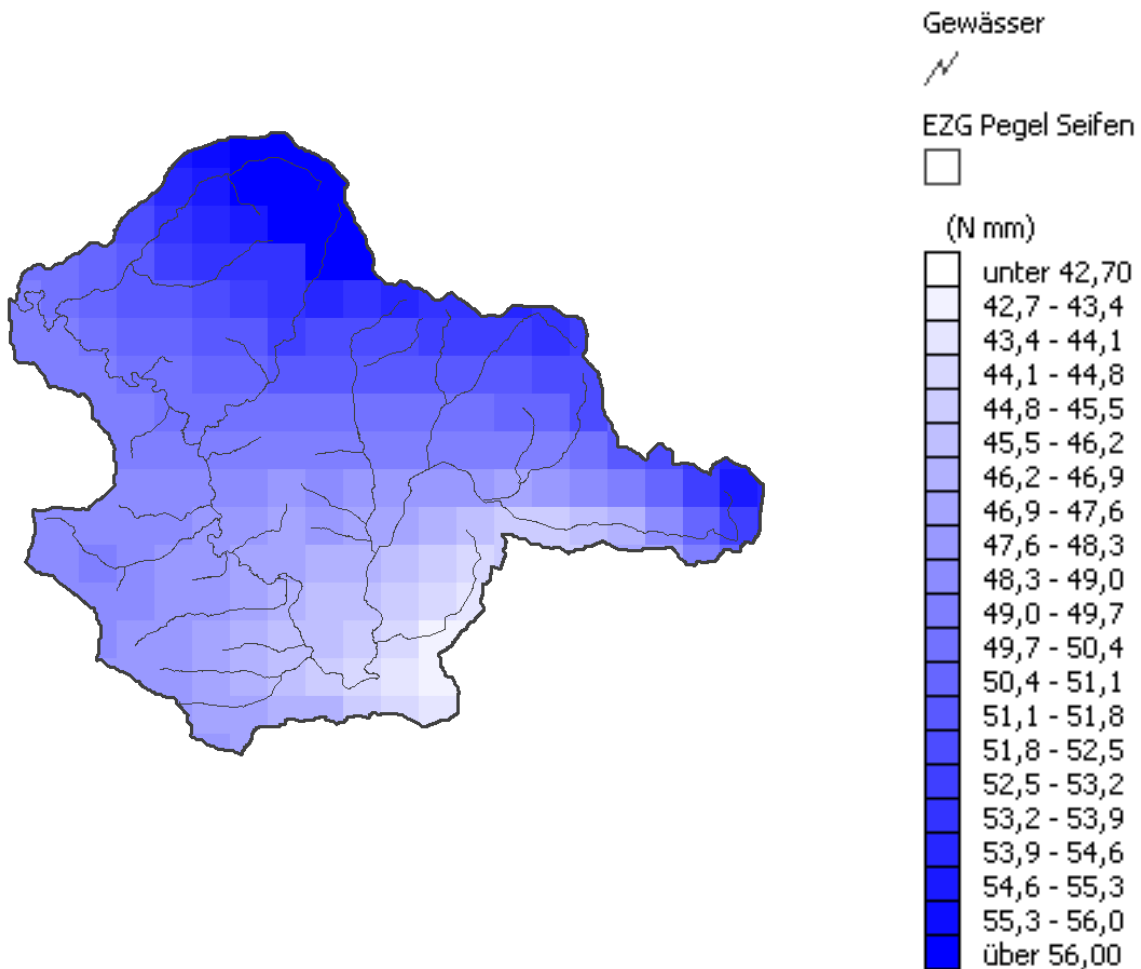 Gewässer
EZG Pegel Seifen
(N mm)
unter 42,70
42,7 - 43,4
43,4 - 44,1
44,1 - 44,8
44,8 - 45,5
45,5 - 46,2
46,2 - 46,9
46,9 - 47,6
47,6 - 48,3
48,3 - 49,0
49,0 - 49,7
49,7 - 50,4
50,4 - 51,1
51,1 - 51,8
51,8 - 52,5
52,5 - 53,2
53,2 - 53,9
53,9 - 54,6
54,6 - 55,3
55,3 - 56,0
über 56,00